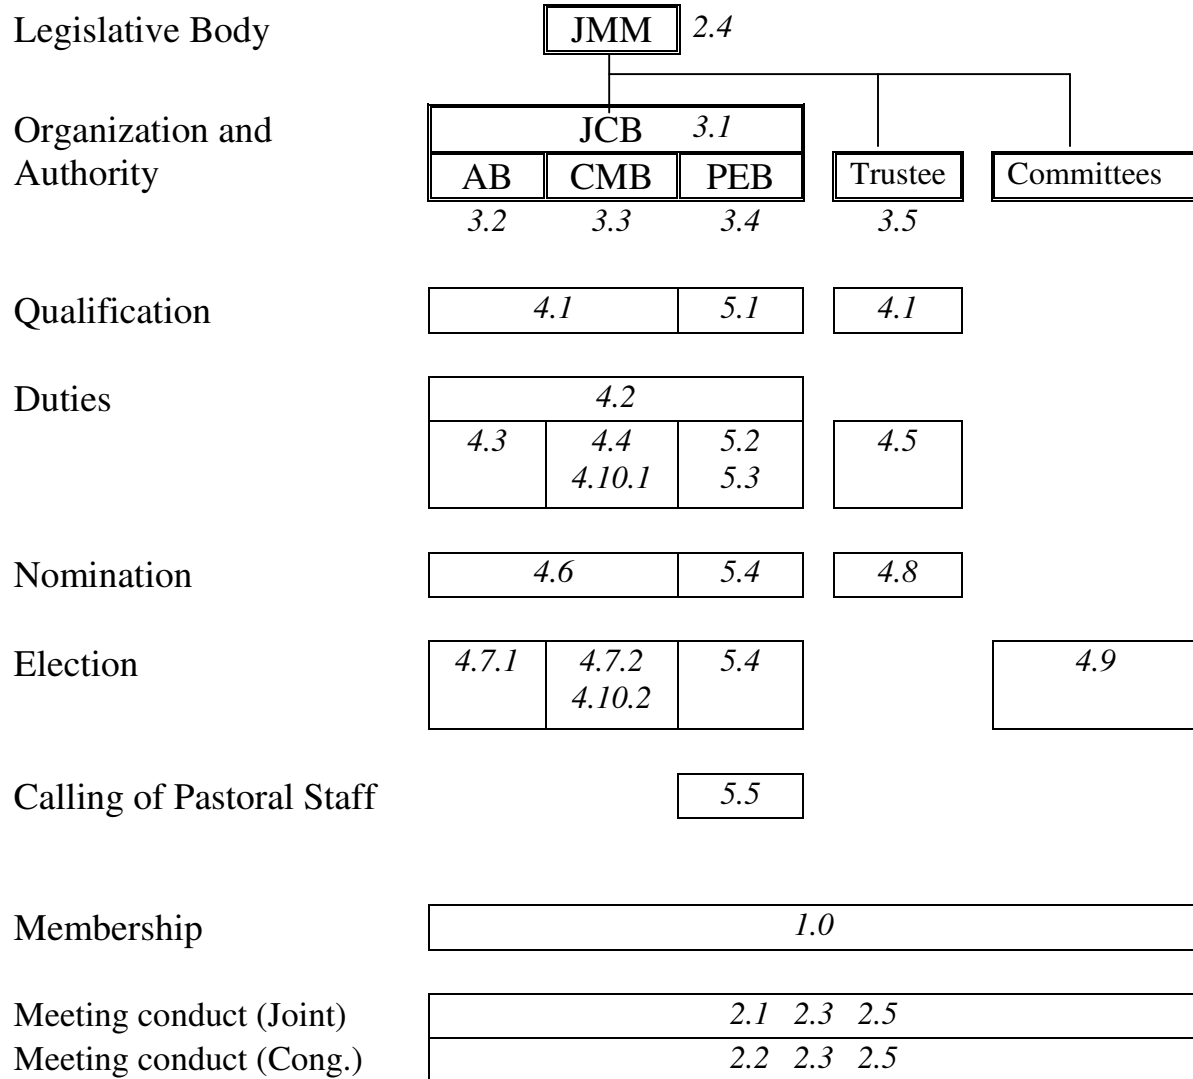 Legislative Body JMM 2.4
Organization and JCB 3.1
Authority AB CMB PEB Trustee Committees
3.2 3.3 3.4 3.5
Qualification 4.1 5.1 4.1
Duties 4.2
4.3 4.4 5.2 4.5
4.10.1 5.3
Nomination 4.6 5.4 4.8
Election 4.7.1 4.7.2 5.4 4.9
4.10.2
Calling of Pastoral Staff 5.5
Membership 1.0
Meeting conduct (Joint) 2.1 2.3 2.5
Meeting conduct (Cong.) 2.2 2.3 2.5